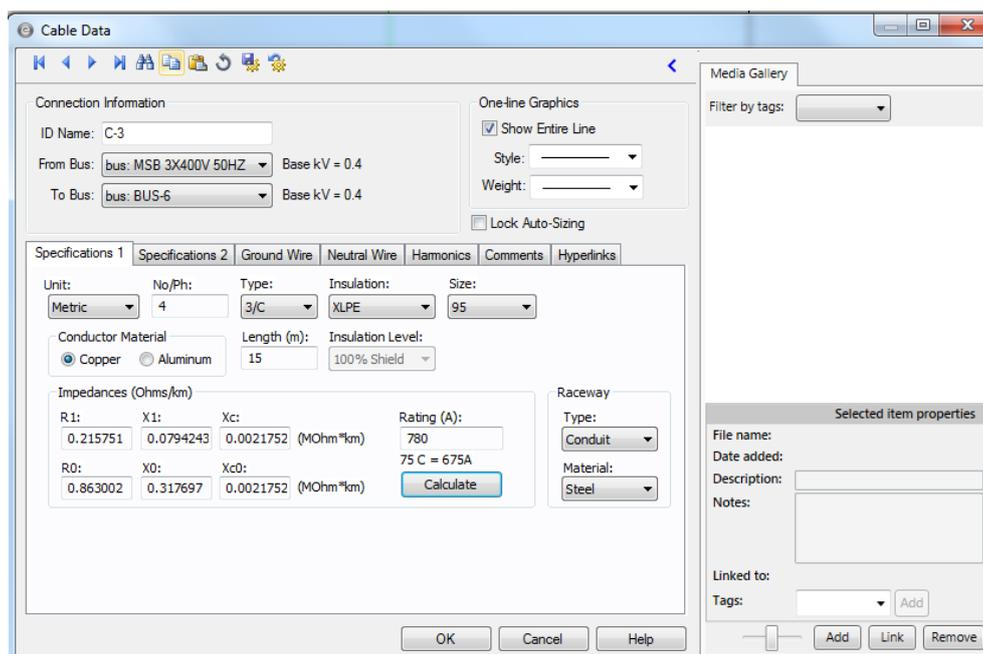 Cable Data
Connection Information
ID Name: C-3
From Bus: bus: MSB 3X400V 50HZ Base kV = 0.4
To Bus: bus: BUS-6 Base kV = 0.4
One-line Graphics
Show Entire Line
Style:
Weight:
Lock Auto-Sizing
Specifications 1 Specifications 2 Ground Wire Neutral Wire Harmonics Comments Hyperlinks
Unit: No/Ph: Type: Insulation: Size:
Metric 4 3/C XLPE 95
Conductor Material Length (m): Insulation Level:
Copper Aluminum 15 100% Shield
Impedances (Ohms/km)
R1: X1: Xc: Rating (A):
0.215751 0.0794243 0.0021752 (MOhm*km) 780
75 C = 675A
R0: X0: Xc0:
0.863002 0.317697 0.0021752 (MOhm*km) Calculate
Raceway
Type:
Conduit
Material:
Steel
OK Cancel Help
Media Gallery
Filter by tags:
Selected item properties
File name:
Date added:
Description:
Notes:
Linked to:
Tags: Add
Add Link Remove